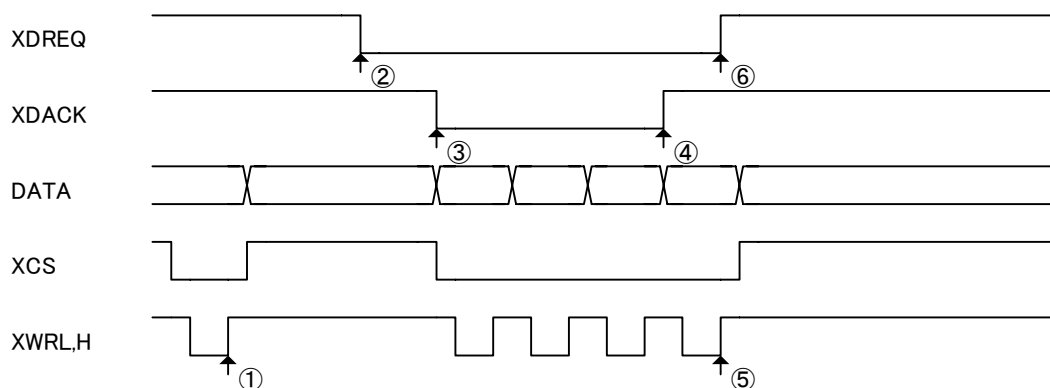 XDREQ
② ⑥
XDACK
③ ④
DATA
XCS
XWRL,H
① ⑤